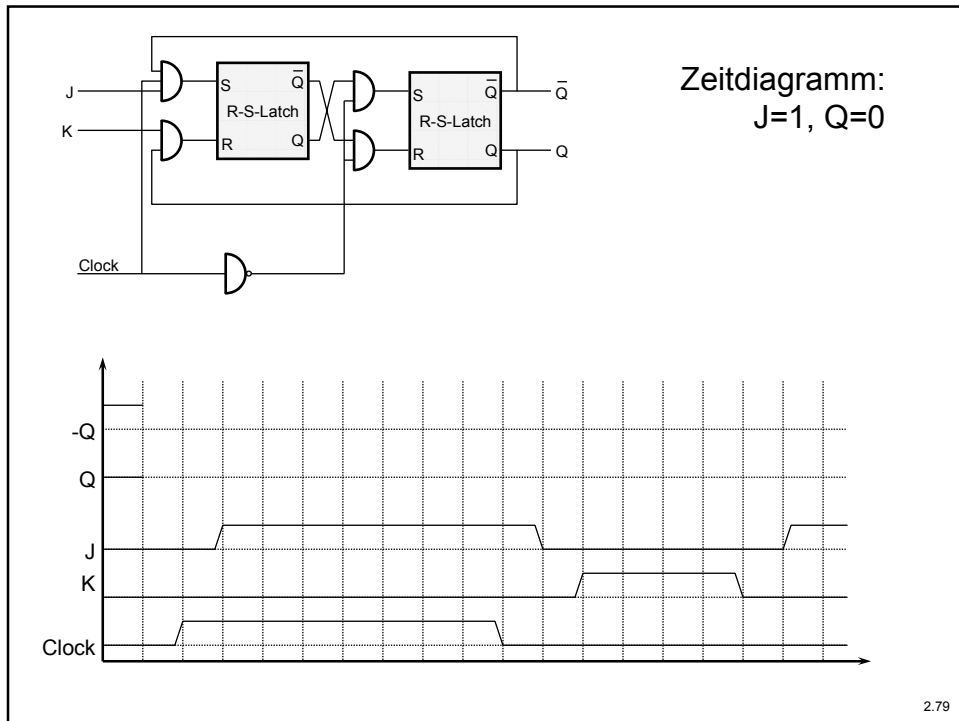 Zeitdiagramm:
J=1, Q=0
J
K
Clock
S
Q̅
R-S-Latch
R
Q
S
Q̅
R-S-Latch
R
Q
Q̅
Q
-Q
Q
J
K
Clock
2.79